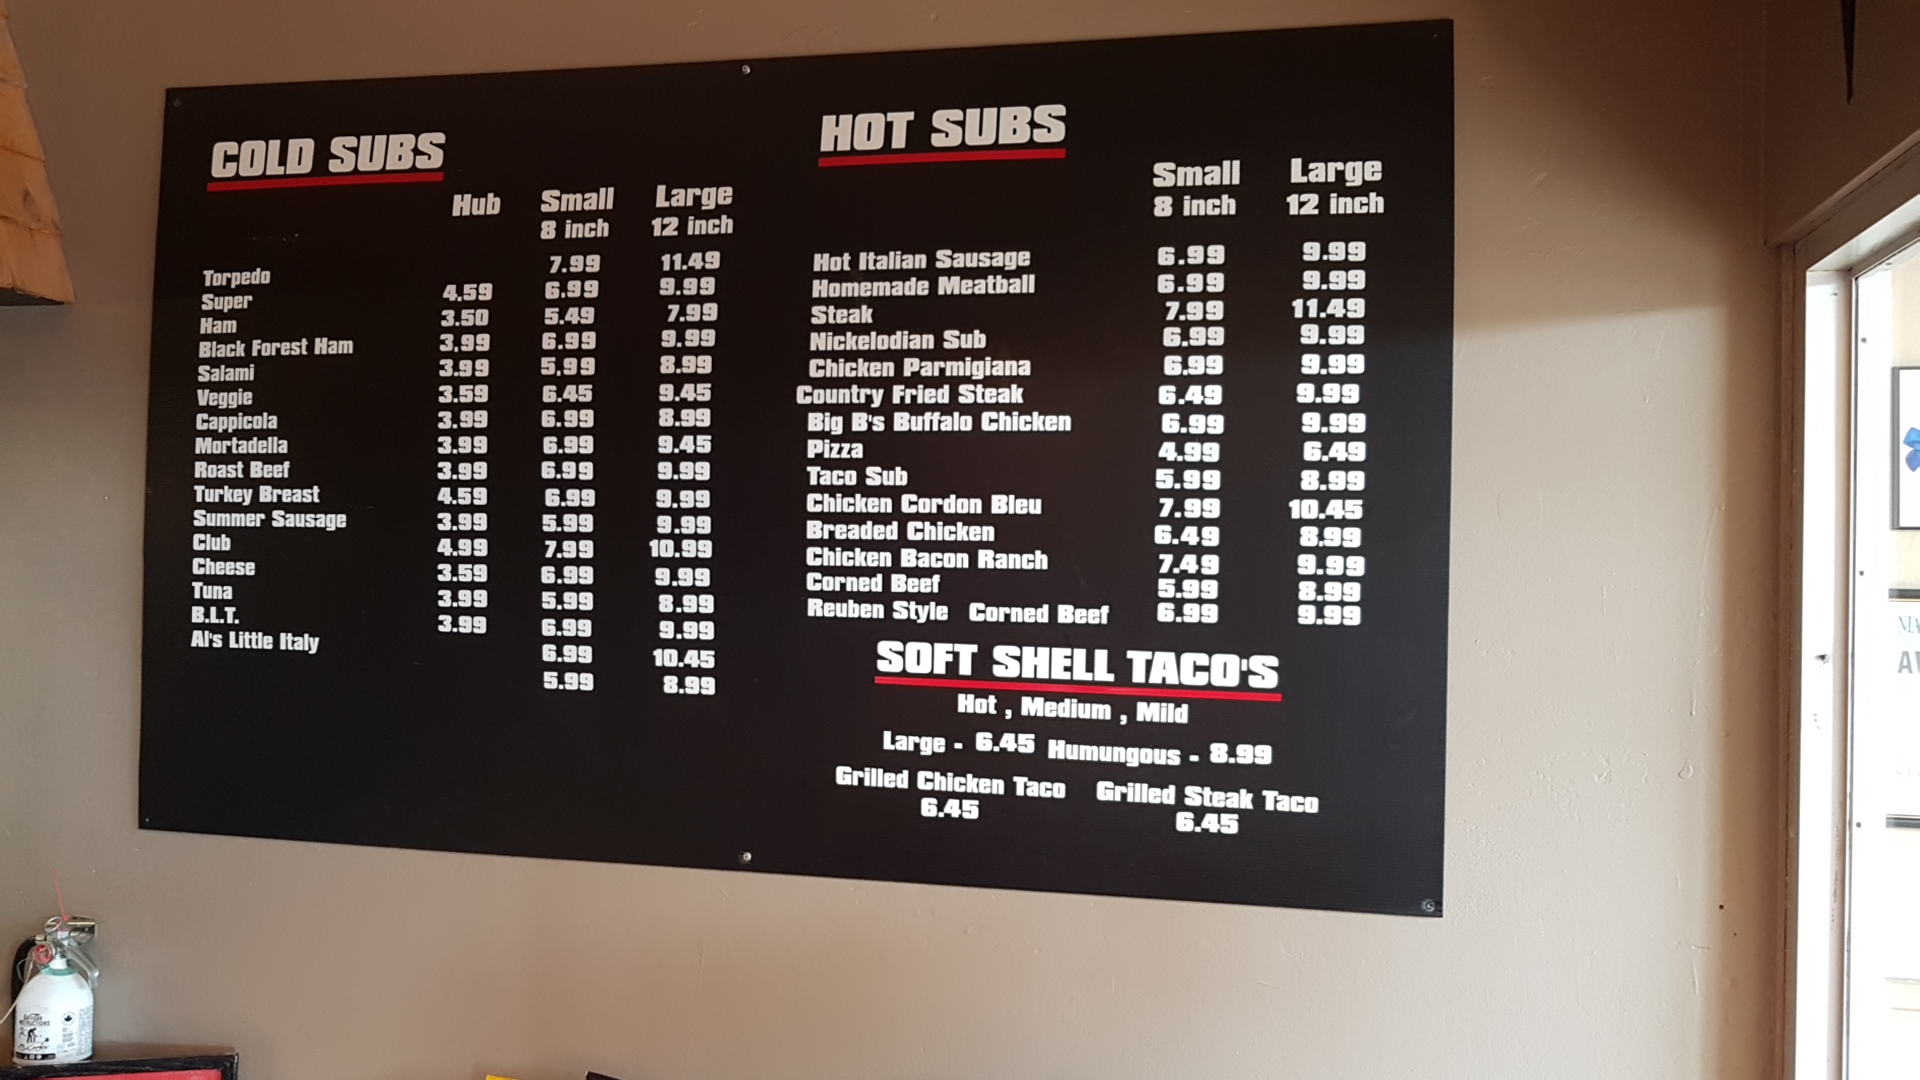 COLD SUBS
Hub Small Large
8 inch 12 inch
Torpedo 7.99 11.49
Super 4.59 6.99 9.99
Ham 3.50 5.49 7.99
Black Forest Ham 3.99 6.99 9.99
Salami 3.99 5.99 8.99
Veggie 3.59 6.45 9.45
Cappicola 3.99 6.99 8.99
Mortadella 3.99 6.99 9.45
Roast Beef 3.99 6.99 9.99
Turkey Breast 4.59 6.99 9.99
Summer Sausage 3.99 5.99 9.99
Club 4.99 7.99 10.99
Cheese 3.59 6.99 9.99
Tuna 3.99 5.99 8.99
B.L.T. 3.99 6.99 9.99
Al's Little Italy 6.99 10.45
5.99 8.99
HOT SUBS
Small Large
8 inch 12 inch
Hot Italian Sausage 6.99 9.99
Homemade Meatball 6.99 9.99
Steak 7.99 11.49
Nickelodian Sub 6.99 9.99
Chicken Parmigiana 6.99 9.99
Country Fried Steak 6.49 9.99
Big B's Buffalo Chicken 6.99 9.99
Pizza 4.99 6.49
Taco Sub 5.99 8.99
Chicken Cordon Bleu 7.99 10.45
Breaded Chicken 6.49 8.99
Chicken Bacon Ranch 7.49 9.99
Corned Beef 5.99 8.99
Reuben Style Corned Beef 6.99 9.99
SOFT SHELL TACO'S
Hot , Medium , Mild
Large - 6.45 Humungous - 8.99
Grilled Chicken Taco Grilled Steak Taco
6.45 6.45